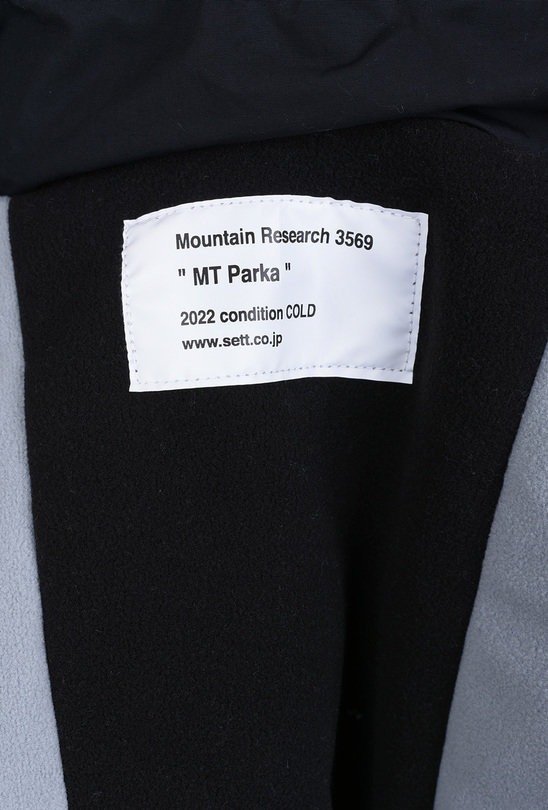 Mountain Research 3569
" MT Parka "
2022 condition COLD
www.sett.co.jp